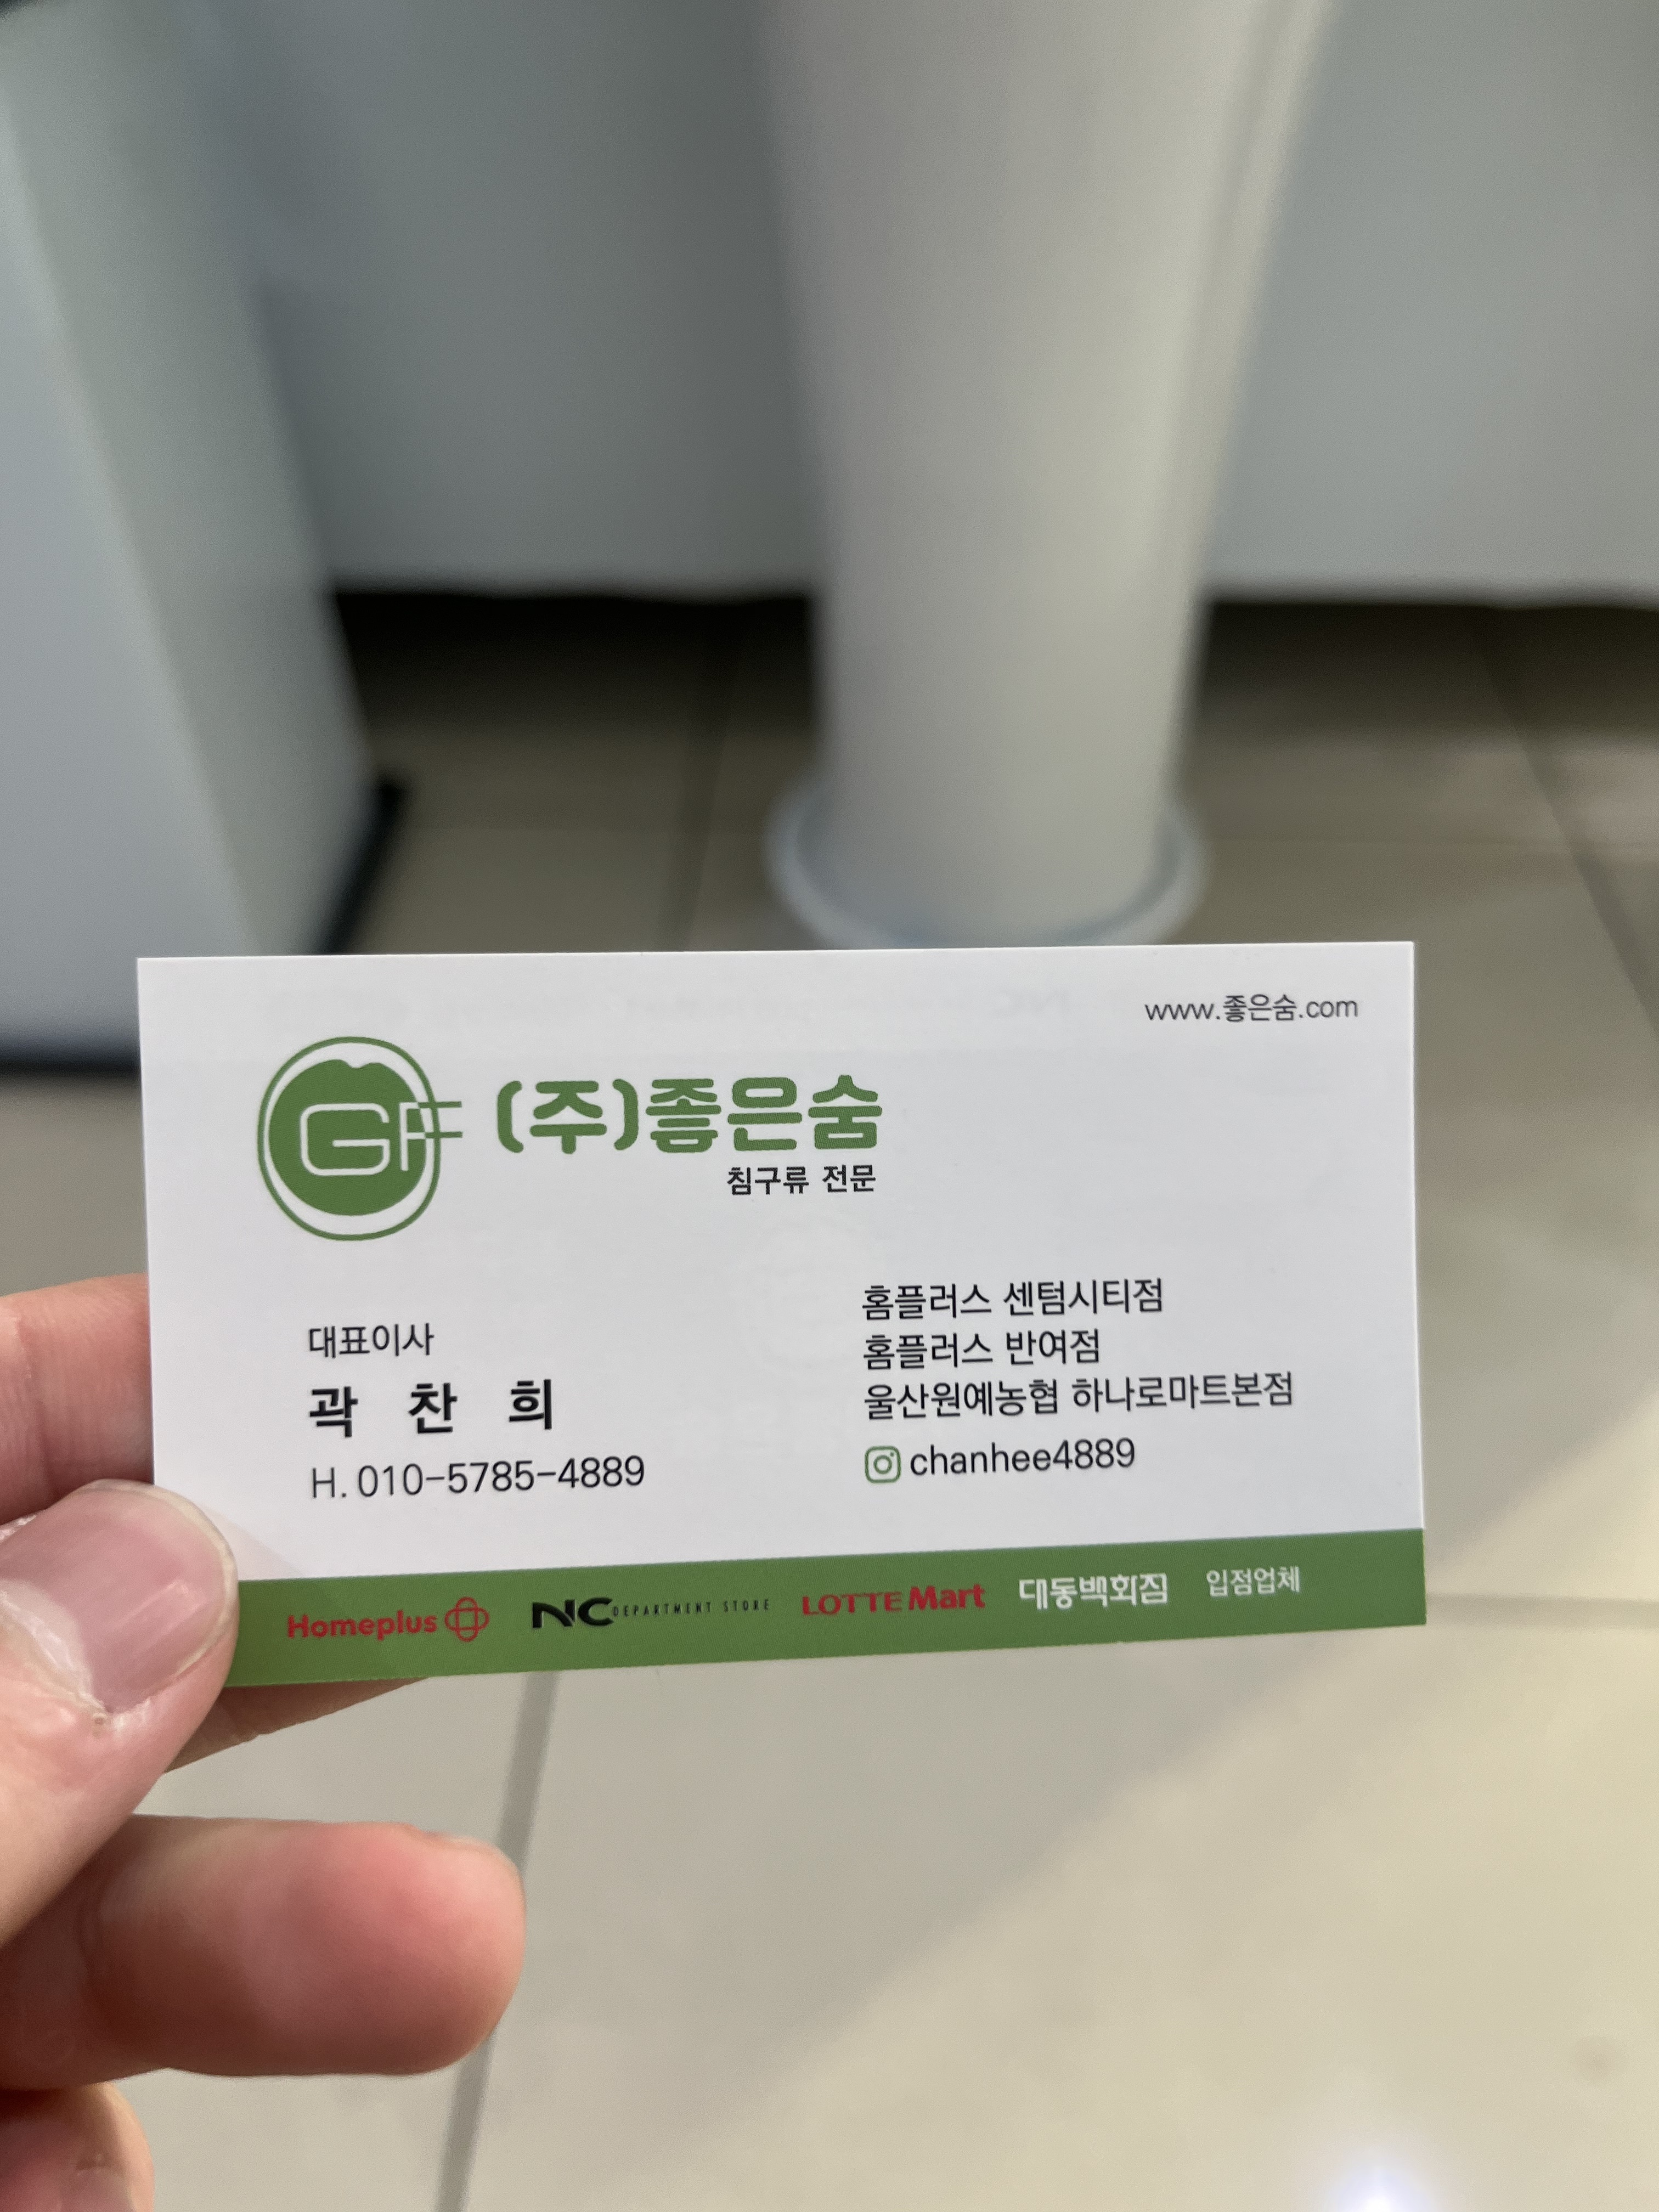 www.좋은숨.com
GF
(주)좋은숨
침구류 전문
대표이사
곽 찬 희
H. 010-5785-4889
홈플러스 센텀시티점
홈플러스 반여점
울산원예농협 하나로마트본점
chanhee4889
Homeplus NC DEPARTMENT STORE LOTTE Mart 대동백화점 입점업체